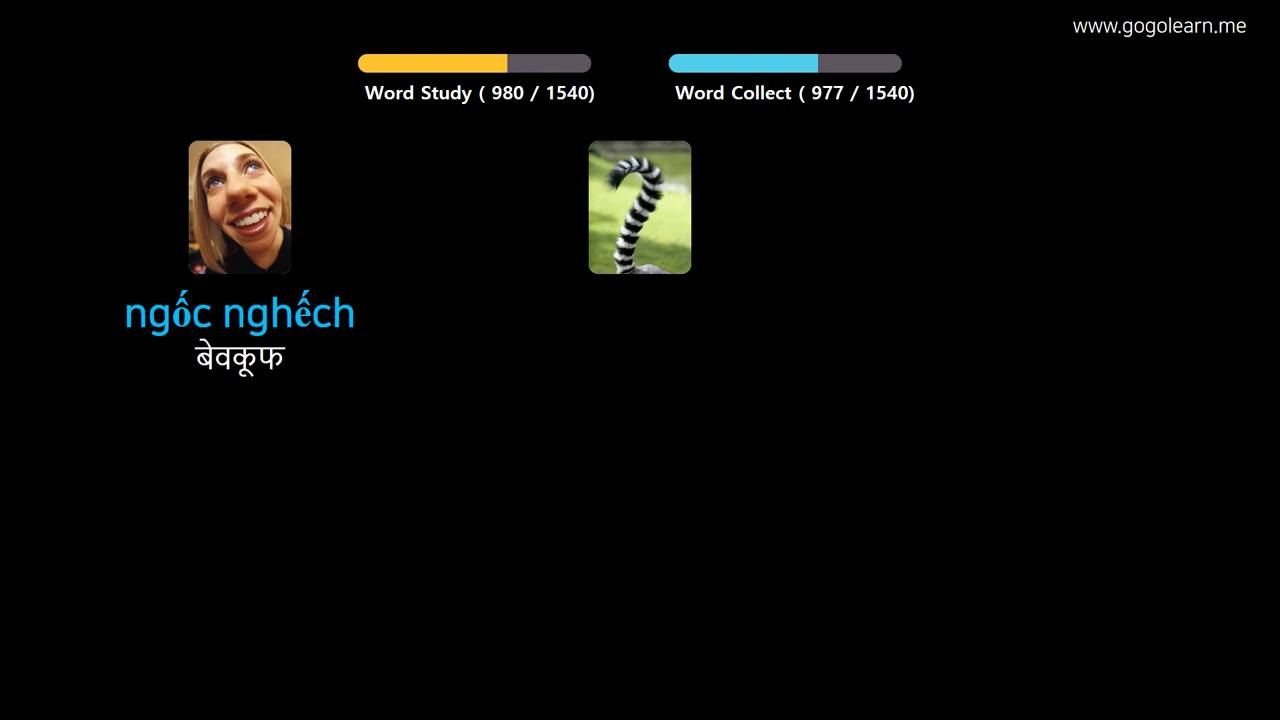 www.gogolearn.me
Word Study ( 980 / 1540)
Word Collect ( 977 / 1540)
ngốc nghếch
बेवकूफ